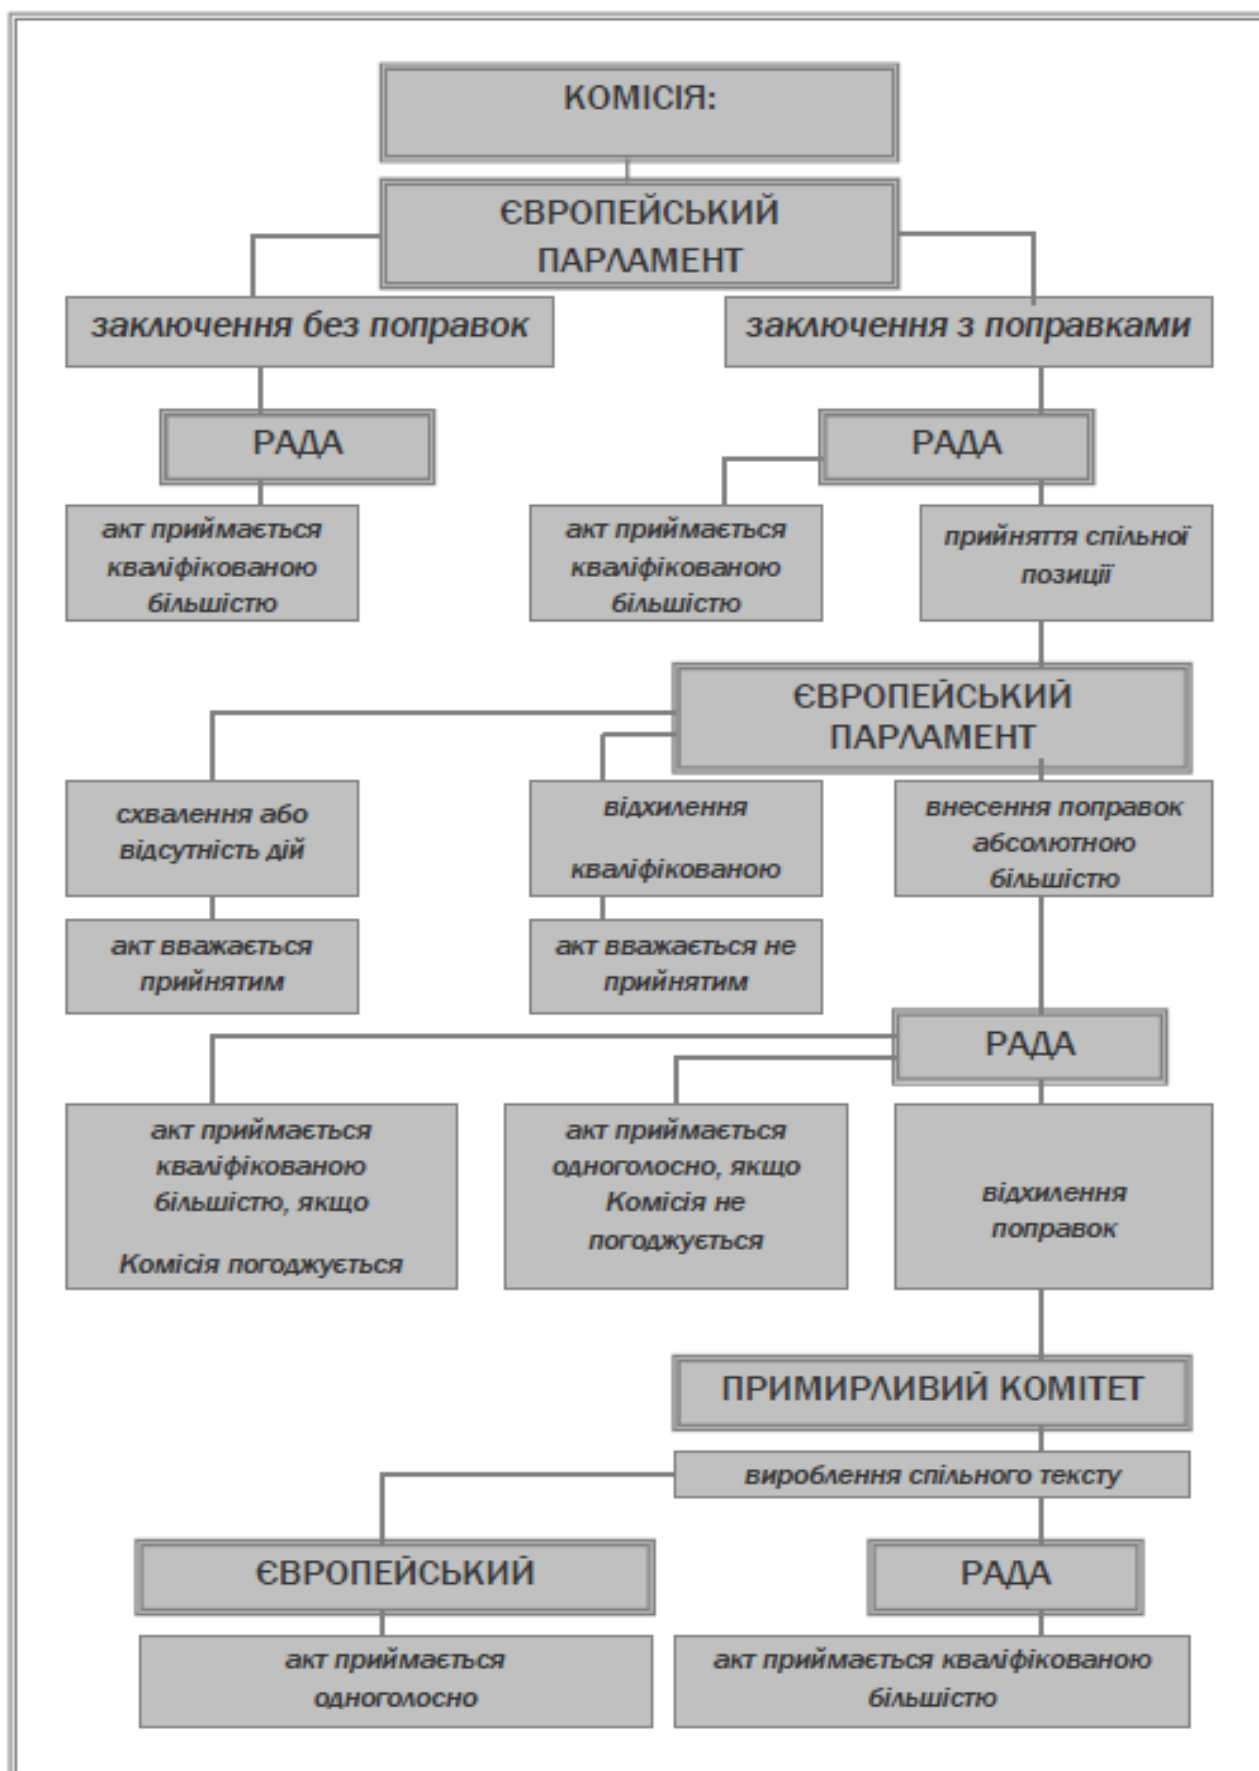 КОМІСІЯ:
ЄВРОПЕЙСЬКИЙ
ПАРЛАМЕНТ
заключення без поправок
заключення з поправками
РАДА
РАДА
акт приймається
кваліфікованою
більшістю
акт приймається
кваліфікованою
більшістю
прийняття спільної
позиції
ЄВРОПЕЙСЬКИЙ
ПАРЛАМЕНТ
схвалення або
відсутність дій
відхилення
кваліфікованою
внесення поправок
абсолютною
більшістю
акт вважається
прийнятим
акт вважається не
прийнятим
РАДА
акт приймається
кваліфікованою
більшістю, якщо
Комісія погоджується
акт приймається
одноголосно, якщо
Комісія не
погоджується
відхилення
поправок
ПРИМИРЛИВИЙ КОМІТЕТ
вироблення спільного тексту
ЄВРОПЕЙСЬКИЙ
РАДА
акт приймається
одноголосно
акт приймається кваліфікованою
більшістю